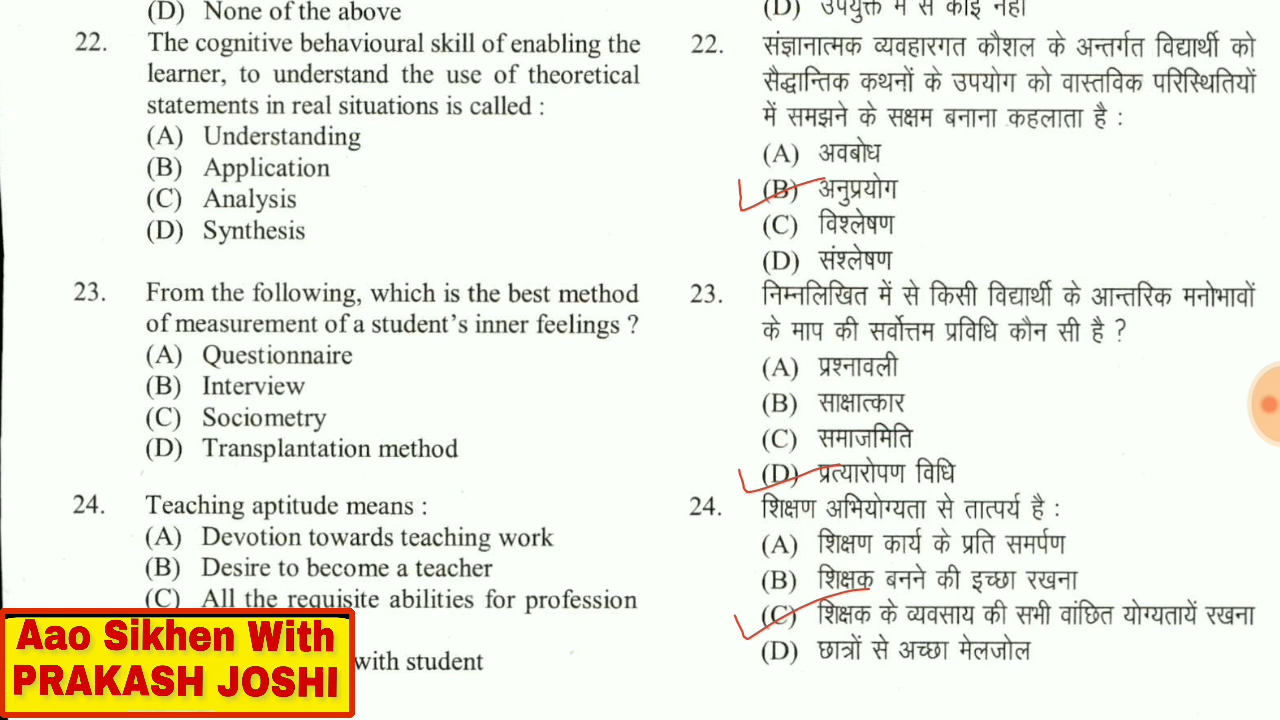 (D) None of the above
22. The cognitive behavioural skill of enabling the
learner, to understand the use of theoretical
statements in real situations is called :
(A) Understanding
(B) Application
(C) Analysis
(D) Synthesis
23. From the following, which is the best method
of measurement of a student's inner feelings ?
(A) Questionnaire
(B) Interview
(C) Sociometry
(D) Transplantation method
24. Teaching aptitude means :
(A) Devotion towards teaching work
(B) Desire to become a teacher
(C) All the requisite abilities for profession
with student
(D) उपर्युक्त में से कोई नहीं
22. संज्ञानात्मक व्यवहारगत कौशल के अन्तर्गत विद्यार्थी को
सैद्धान्तिक कथनों के उपयोग को वास्तविक परिस्थितियों
में समझने के सक्षम बनाना कहलाता है :
(A) अवबोध
(B) अनुप्रयोग
(C) विश्लेषण
(D) संश्लेषण
23. निम्नलिखित में से किसी विद्यार्थी के आन्तरिक मनोभावों
के माप की सर्वोत्तम प्रविधि कौन सी है ?
(A) प्रश्नावली
(B) साक्षात्कार
(C) समाजमिति
(D) प्रत्यारोपण विधि
24. शिक्षण अभियोग्यता से तात्पर्य है :
(A) शिक्षण कार्य के प्रति समर्पण
(B) शिक्षक बनने की इच्छा रखना
(C) शिक्षक के व्यवसाय की सभी वांछित योग्यतायें रखना
(D) छात्रों से अच्छा मेलजोल
Aao Sikhen With
PRAKASH JOSHI